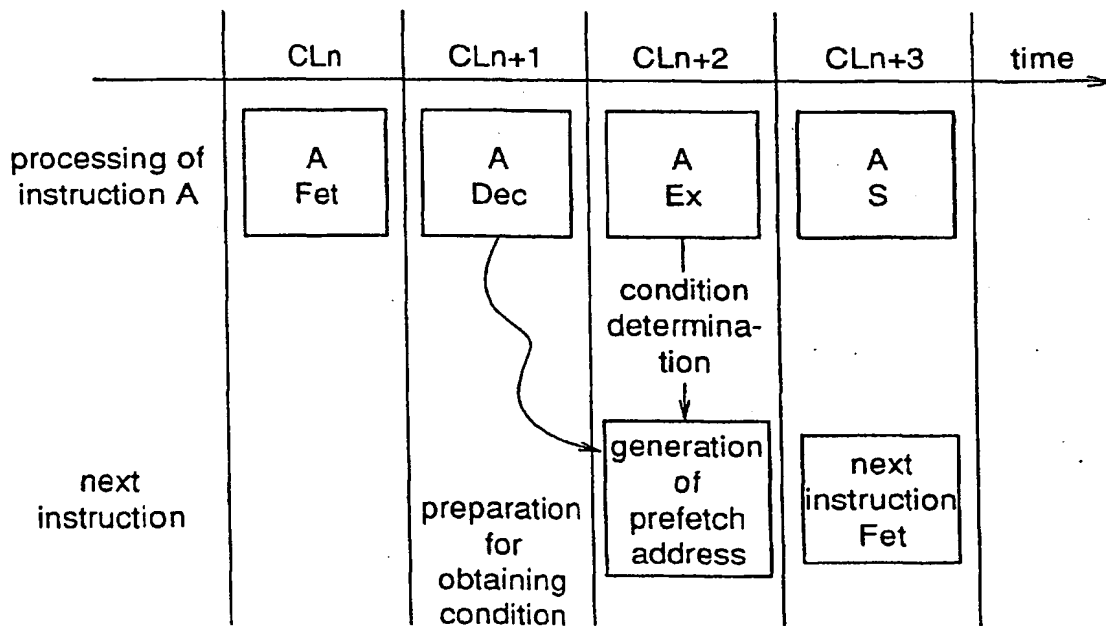 CLn CLn+1 CLn+2 CLn+3 time
processing of
instruction A
A
Fet
A
Dec
A
Ex
A
S
condition
determina-
tion
next
instruction
preparation
for
obtaining
condition
generation
of
prefetch
address
next
instruction
Fet